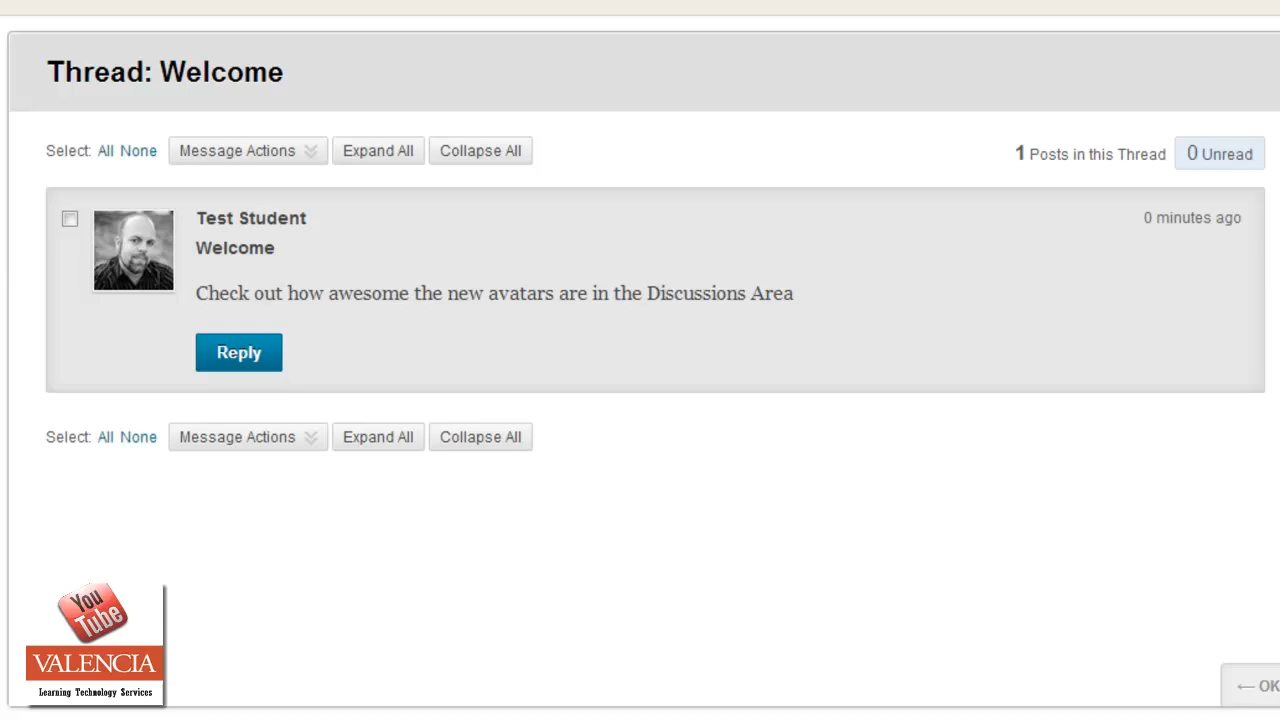 Thread: Welcome
Select: All None Message Actions Expand All Collapse All
1 Posts in this Thread 0 Unread
Test Student
0 minutes ago
Welcome
Check out how awesome the new avatars are in the Discussions Area
Reply
Select: All None Message Actions Expand All Collapse All
You
Tube
VALENCIA
Learning Technology Services
← OK